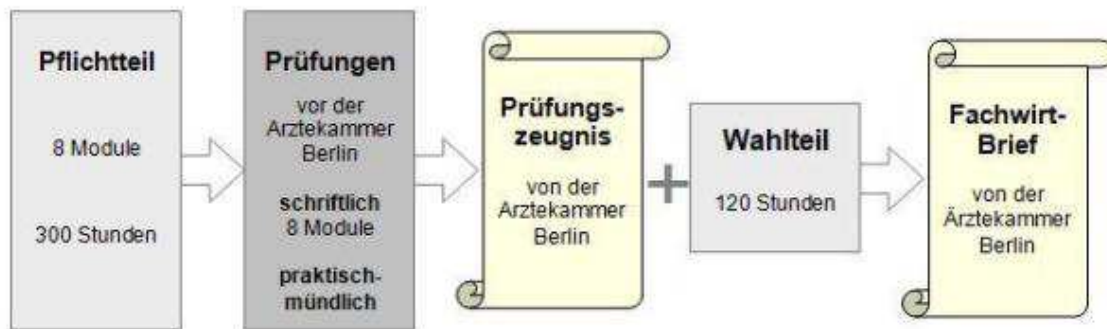 Pflichtteil
8 Module
300 Stunden
Prüfungen
vor der
Arztekammer
Berlin
schriftlich
8 Module
praktisch-
mündlich
Prüfungs-
zeugnis
von der
Arztekammer
Berlin
+
Wahlteil
120 Stunden
Fachwirt-
Brief
von der
Ärztekammer
Berlin